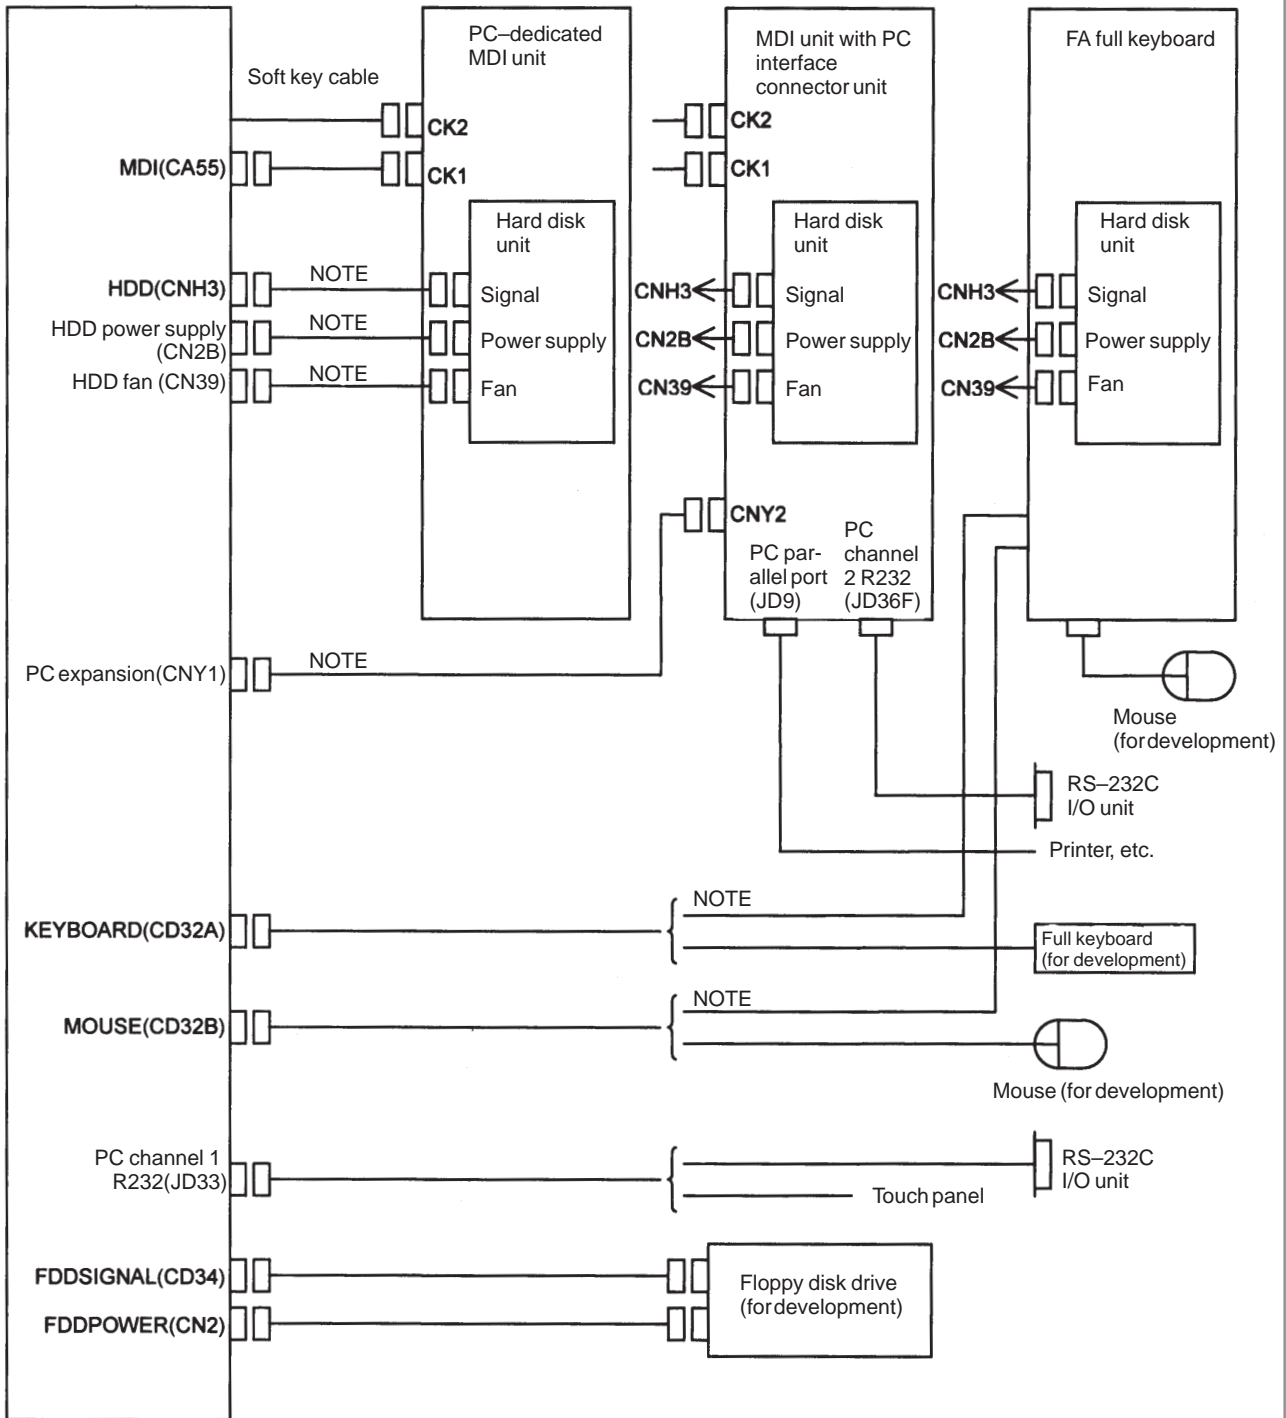 PC–dedicated
MDI unit
MDI unit with PC
interface
connector unit
FA full keyboard
Soft key cable
CK2
CK2
MDI(CA55)
CK1
CK1
Hard disk
unit
Hard disk
unit
Hard disk
unit
HDD(CNH3)
NOTE
Signal
CNH3
Signal
CNH3
Signal
HDD power supply
(CN2B)
NOTE
Power supply
CN2B
Power supply
CN2B
Power supply
HDD fan (CN39)
NOTE
Fan
CN39
Fan
CN39
Fan
CNY2
PC par-
allel port
(JD9)
PC
channel
2 R232
(JD36F)
PC expansion(CNY1)
NOTE
Mouse
(for development)
RS–232C
I/O unit
Printer, etc.
KEYBOARD(CD32A)
NOTE
Full keyboard
(for development)
MOUSE(CD32B)
NOTE
Mouse (for development)
PC channel 1
R232(JD33)
RS–232C
I/O unit
Touch panel
FDDSIGNAL(CD34)
FDDPOWER(CN2)
Floppy disk drive
(for development)